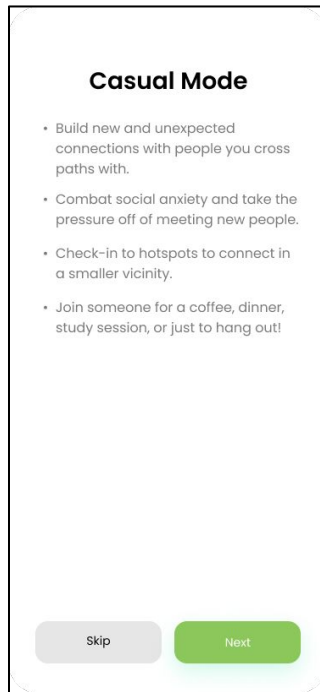 Casual Mode
• Build new and unexpected
connections with people you cross
paths with.
• Combat social anxiety and take the
pressure off of meeting new people.
• Check-in to hotspots to connect in
a smaller vicinity.
• Join someone for a coffee, dinner,
study session, or just to hang out!
Skip
Next